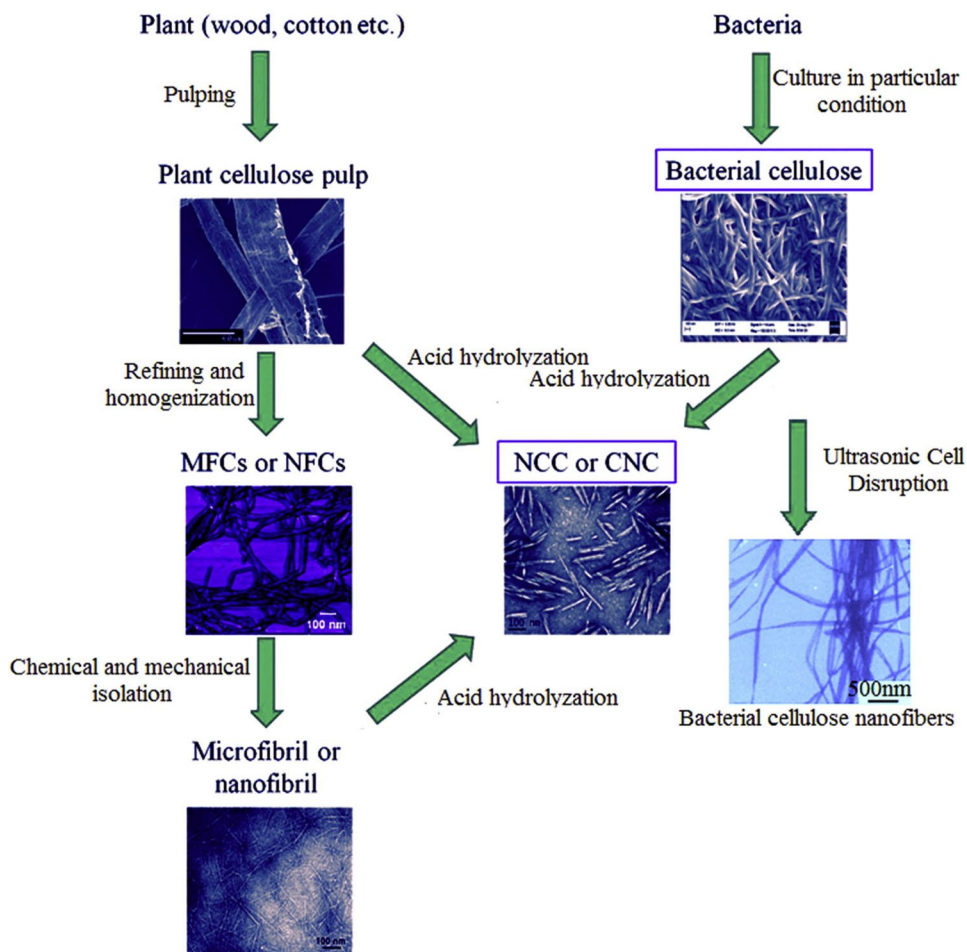 Plant (wood, cotton etc.)
Bacteria
Pulping
Culture in particular
condition
Plant cellulose pulp
Bacterial cellulose
Refining and
homogenization
Acid hydrolyzation
Acid hydrolyzation
MFCs or NFCs
NCC or CNC
Ultrasonic Cell
Disruption
100 nm
100 nm
Chemical and mechanical
isolation
Acid hydrolyzation
500nm
Bacterial cellulose nanofibers
Microfibril or
nanofibril
100 nm